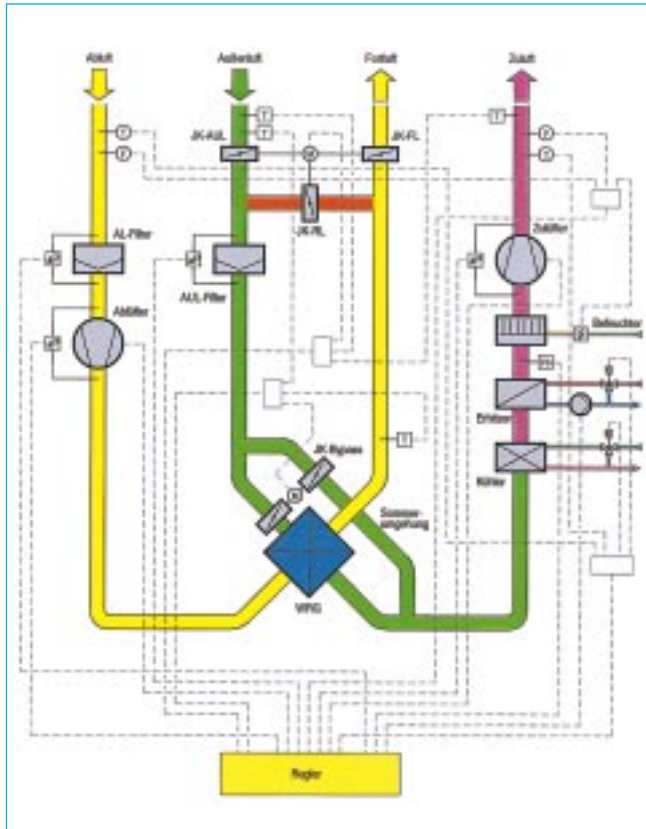 Abluft
Außenluft
Fortluft
Zuluft
JK-AUL
JK-FL
JK-RL
AL-Filter
AUL-Filter
Ablüfter
Zulüfter
Befeuchter
Erhitzer
Kühler
JK-Bypass
Sommer-
umgehung
WRG
Regler
T
T
T
T
T
T
M
M